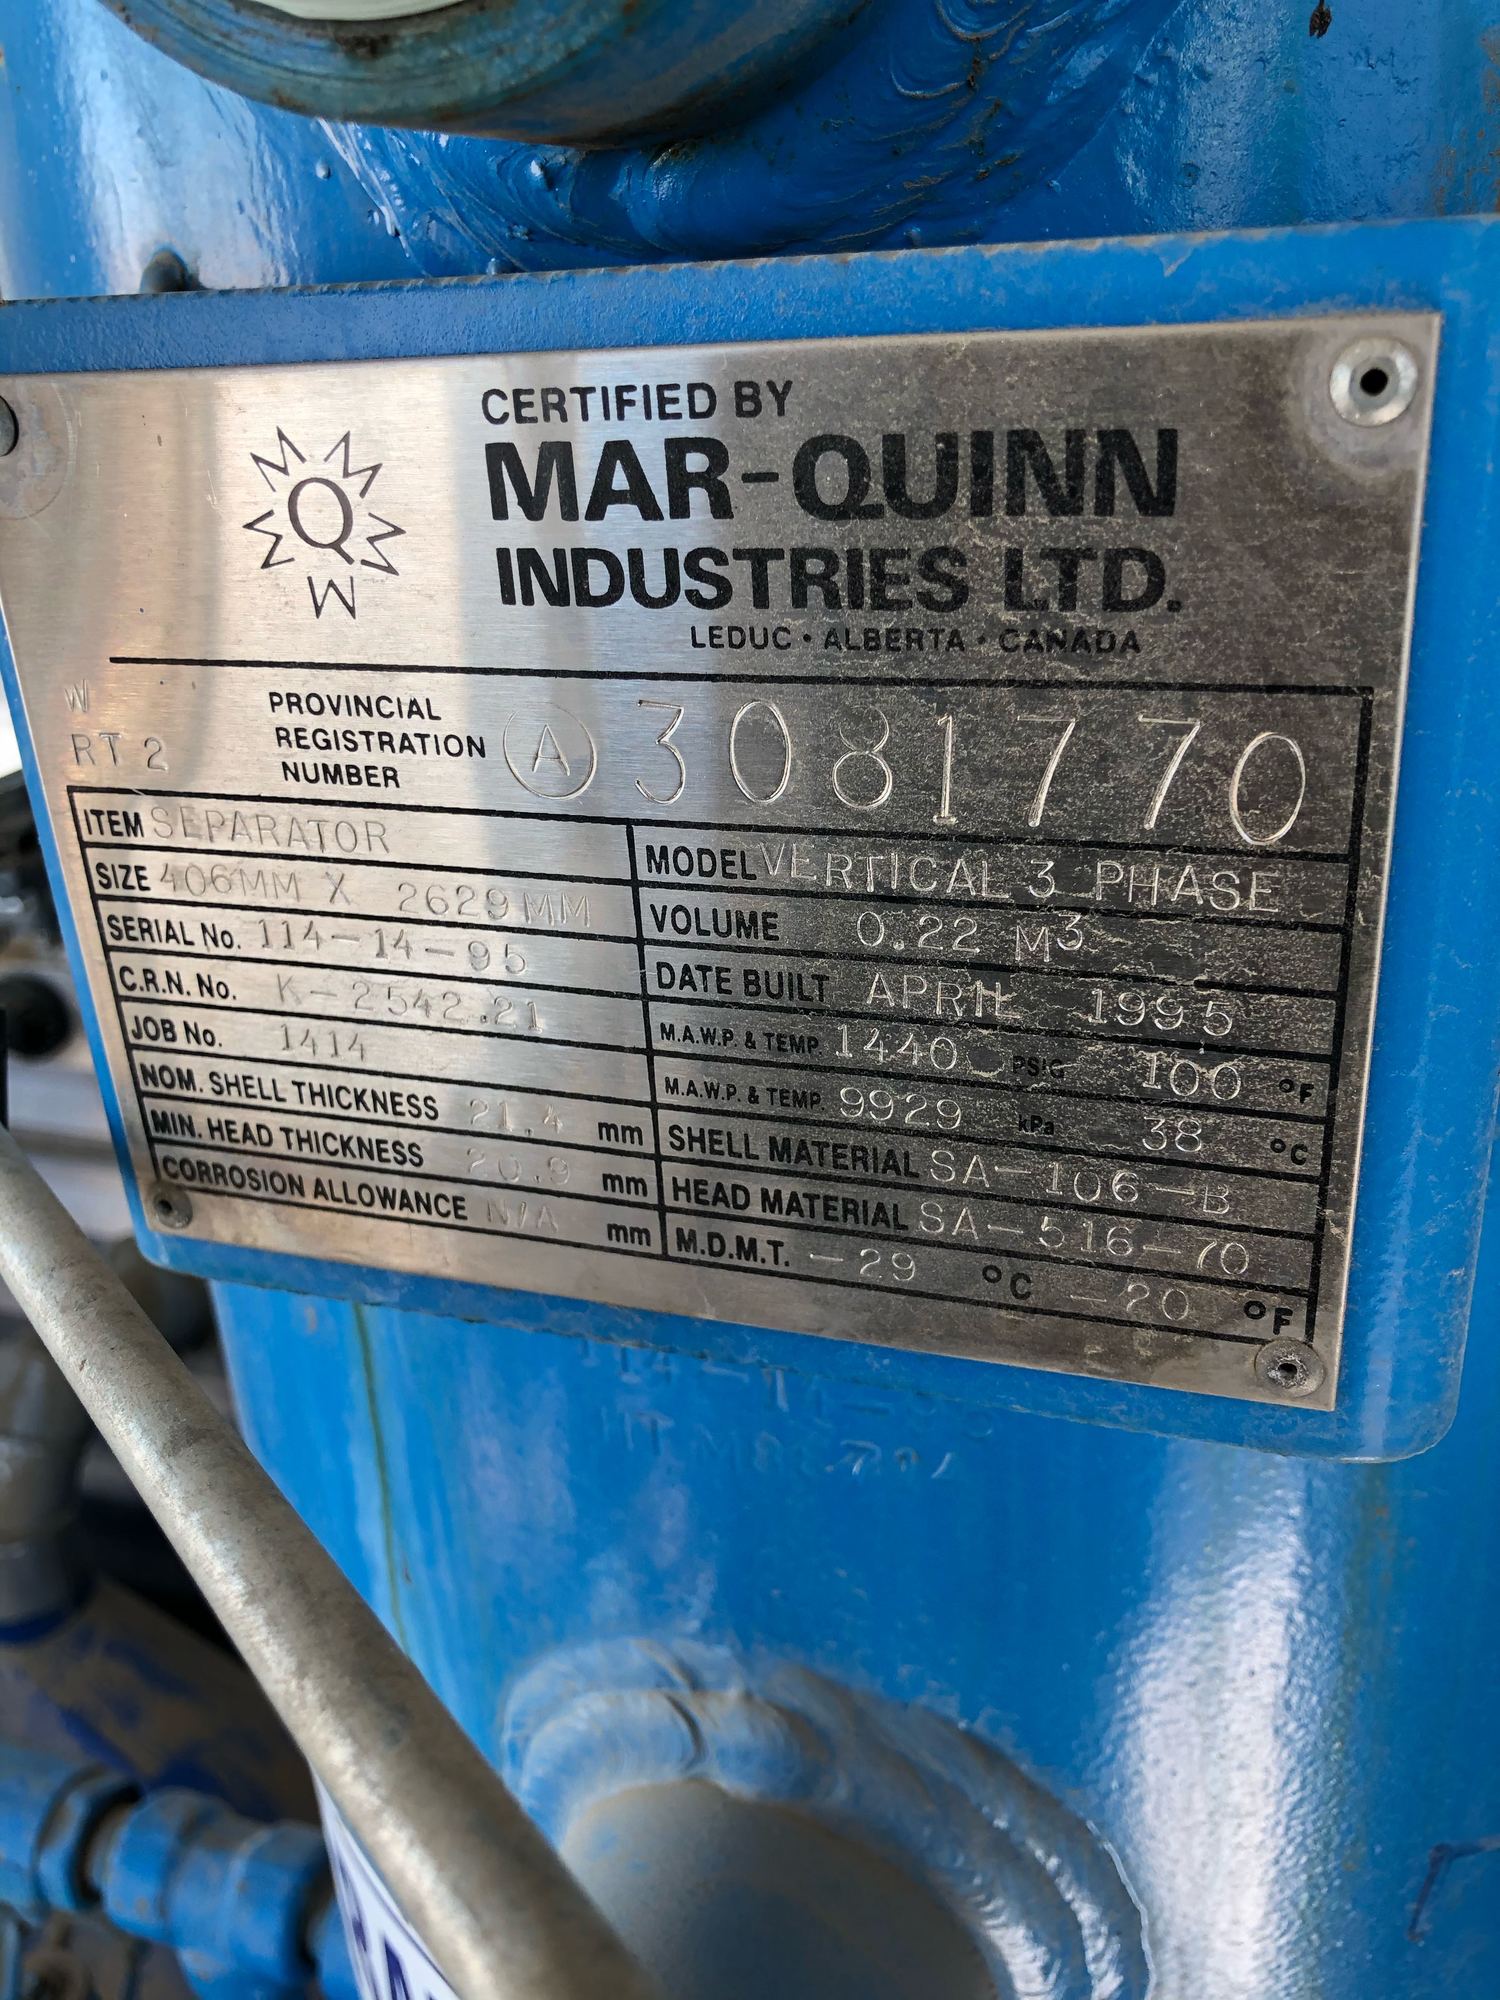 CERTIFIED BY
MAR-QUINN
INDUSTRIES LTD.
LEDUC • ALBERTA • CANADA
MMMMMW
Q
W
RT 2
PROVINCIAL
REGISTRATION
NUMBER
A 3081770
ITEM SEPARATOR
MODEL VERTICAL 3 PHASE
SIZE 406MM X 2629MM
VOLUME 0.22 M³
SERIAL No. 114-14-95
DATE BUILT APRIL 1995
C.R.N. No. K-2542.21
M.A.W.P. & TEMP. 1440 PSIG 100 °F
JOB No. 1414
M.A.W.P. & TEMP. 9929 kPa 38 °C
NOM. SHELL THICKNESS 21.4 mm
SHELL MATERIAL SA-106-B
MIN. HEAD THICKNESS 20.9 mm
HEAD MATERIAL SA-516-70
CORROSION ALLOWANCE N/A mm
M.D.M.T. -29 °C -20 °F
114-14-95